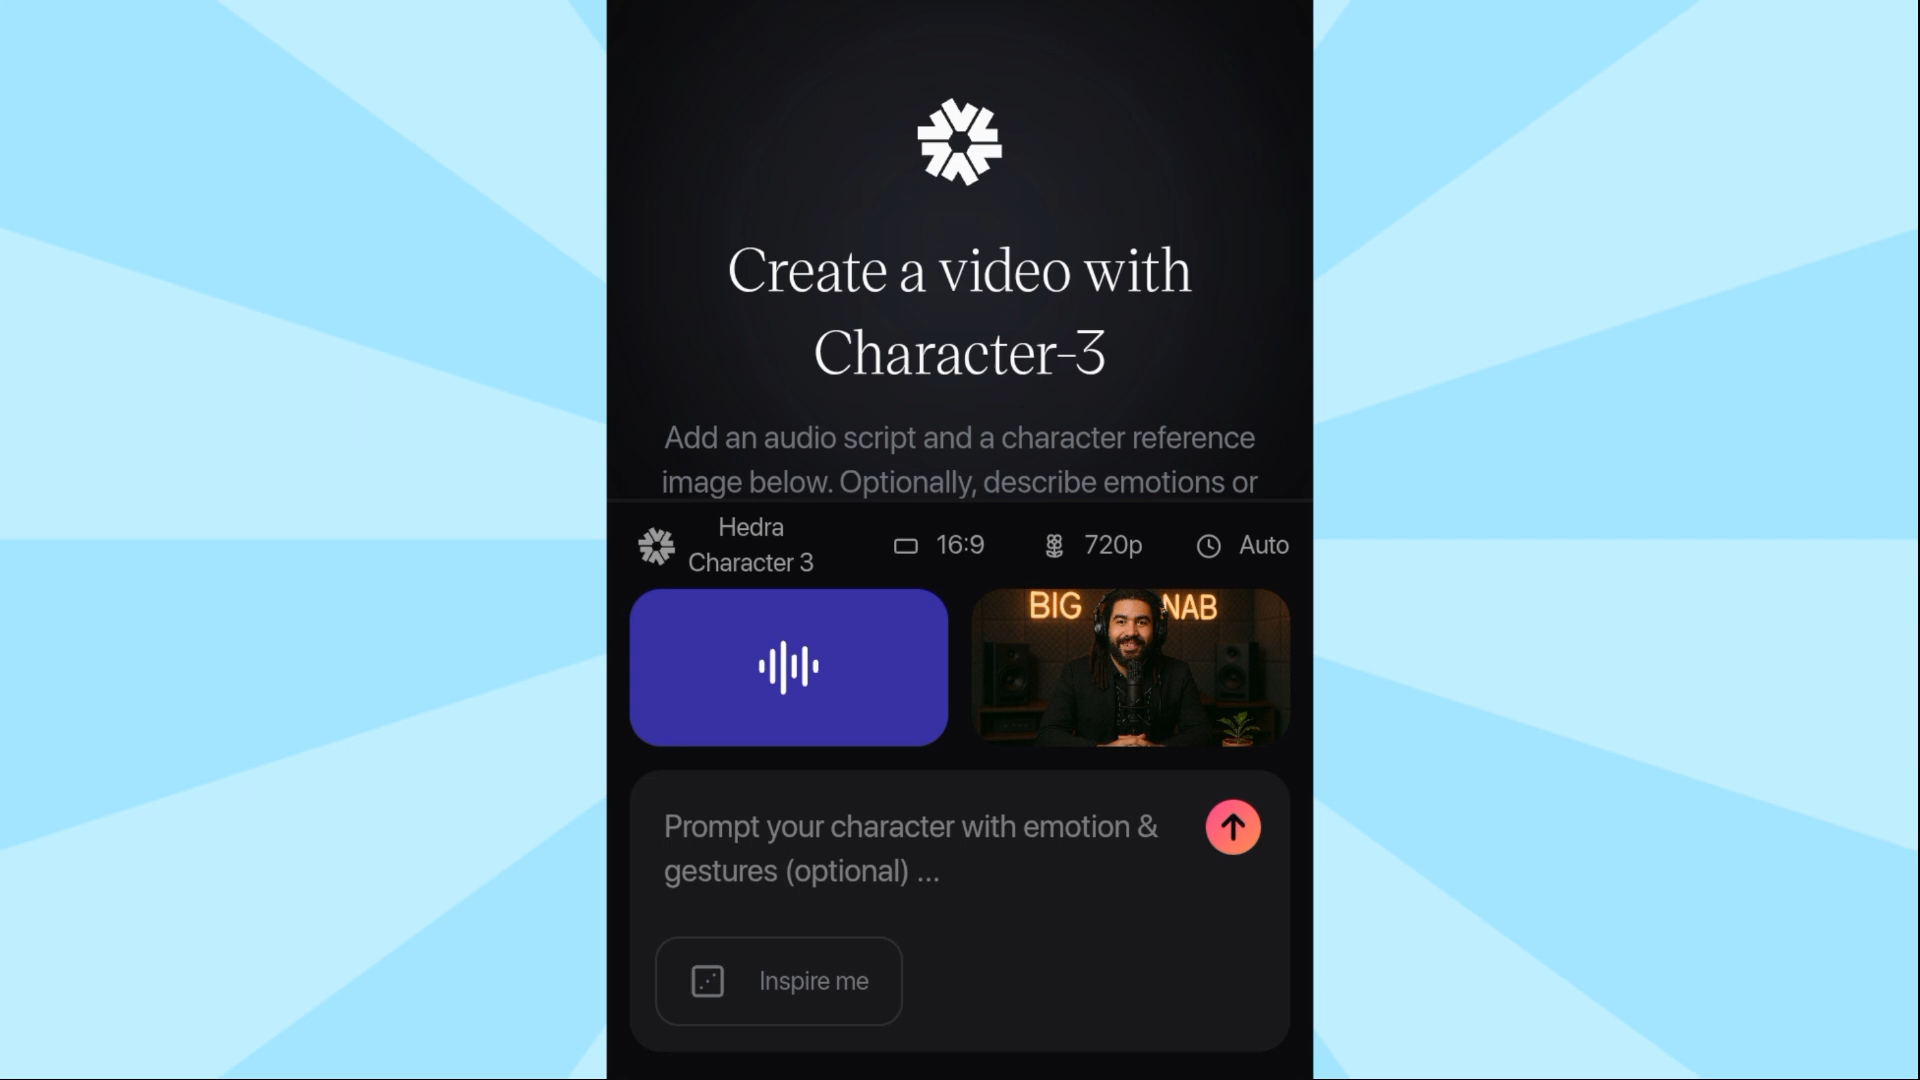 Create a video with
Character-3
Add an audio script and a character reference
image below. Optionally, describe emotions or
Hedra
Character 3
16:9
720p
Auto
BIG NAB
Prompt your character with emotion &
gestures (optional) ...
Inspire me